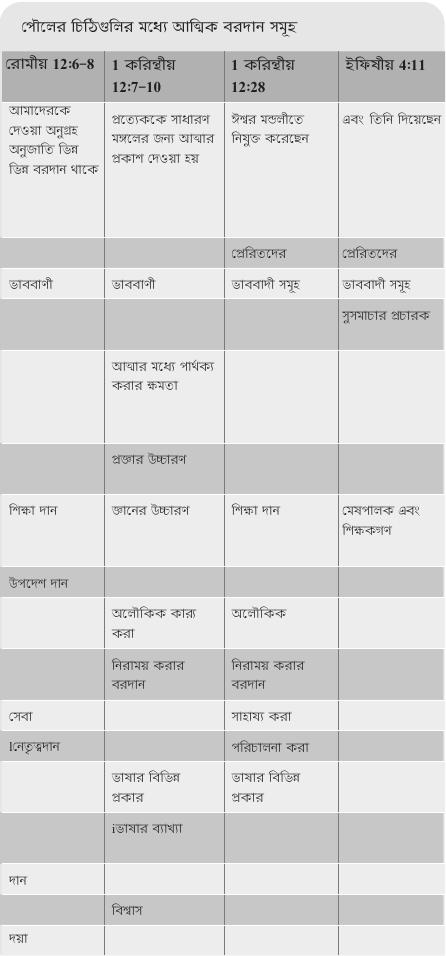 পৌলের চিঠিগুলির মধ্যে আত্মিক বরদান সমূহ
রোমীয় 12:6–8
1 করিন্থীয়
12:7–10
1 করিন্থীয়
12:28
ইফিষীয় 4:11
আমাদেরকে
দেওয়া অনুগ্রহ
অনুজাতি ভিন্ন
ভিন্ন বরদান থাকে
প্রত্যেককে সাধারণ
মঙ্গলের জন্য আত্মার
প্রকাশ দেওয়া হয়
ঈশ্বর মন্ডলীতে
নিযুক্ত করেছেন
এবং তিনি দিয়েছেন
প্রেরিতদের
প্রেরিতদের
ভাববাণী
ভাববাণী
ভাববাদী সমূহ
ভাববাদী সমূহ
সুসমাচার প্রচারক
আত্মার মধ্যে পার্থক্য
করার ক্ষমতা
প্রজ্ঞার উচ্চারণ
শিক্ষা দান
জ্ঞানের উচ্চারণ
শিক্ষা দান
মেষপালক এবং
শিক্ষকগণ
উপদেশ দান
অলৌকিক কার্য
করা
অলৌকিক
নিরাময় করার
বরদান
নিরাময় করার
বরদান
সেবা
সাহায্য করা
lনেতৃত্বদান
পরিচালনা করা
ভাষার বিভিন্ন
প্রকার
ভাষার বিভিন্ন
প্রকার
iভাষার ব্যাখ্যা
দান
বিশ্বাস
দয়া